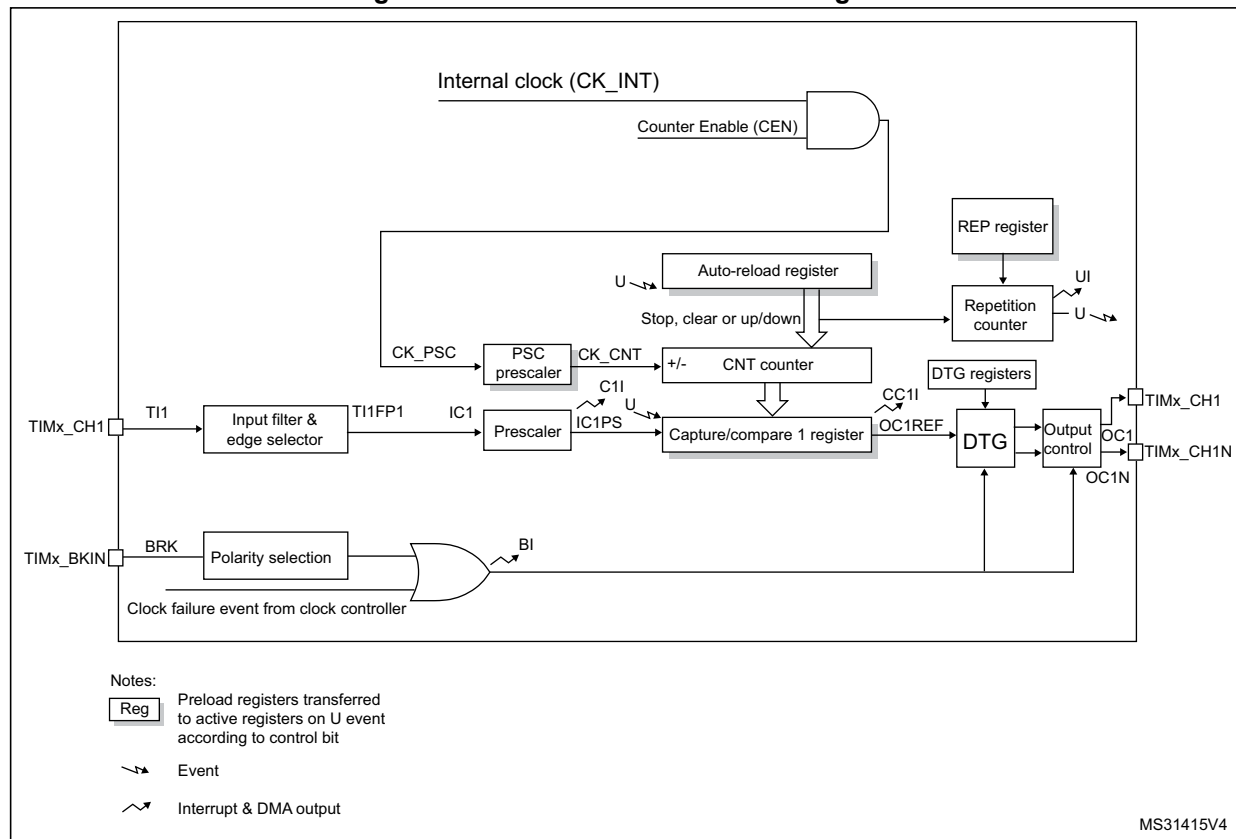 Internal clock (CK_INT)
Counter Enable (CEN)
REP register
Auto-reload register
U
UI
Repetition
counter
U
Stop, clear or up/down
CK_PSC
PSC
prescaler
CK_CNT
+/-
CNT counter
DTG registers
TIMx_CH1
TI1
Input filter &
edge selector
TI1FP1
IC1
Prescaler
C1I
IC1PS
U
Capture/compare 1 register
CC1I
OC1REF
DTG
Output
control
OC1
TIMx_CH1
OC1N
TIMx_CH1N
TIMx_BKIN
BRK
Polarity selection
BI
Clock failure event from clock controller
Notes:
Reg
Preload registers transferred
to active registers on U event
according to control bit
Event
Interrupt & DMA output
MS31415V4